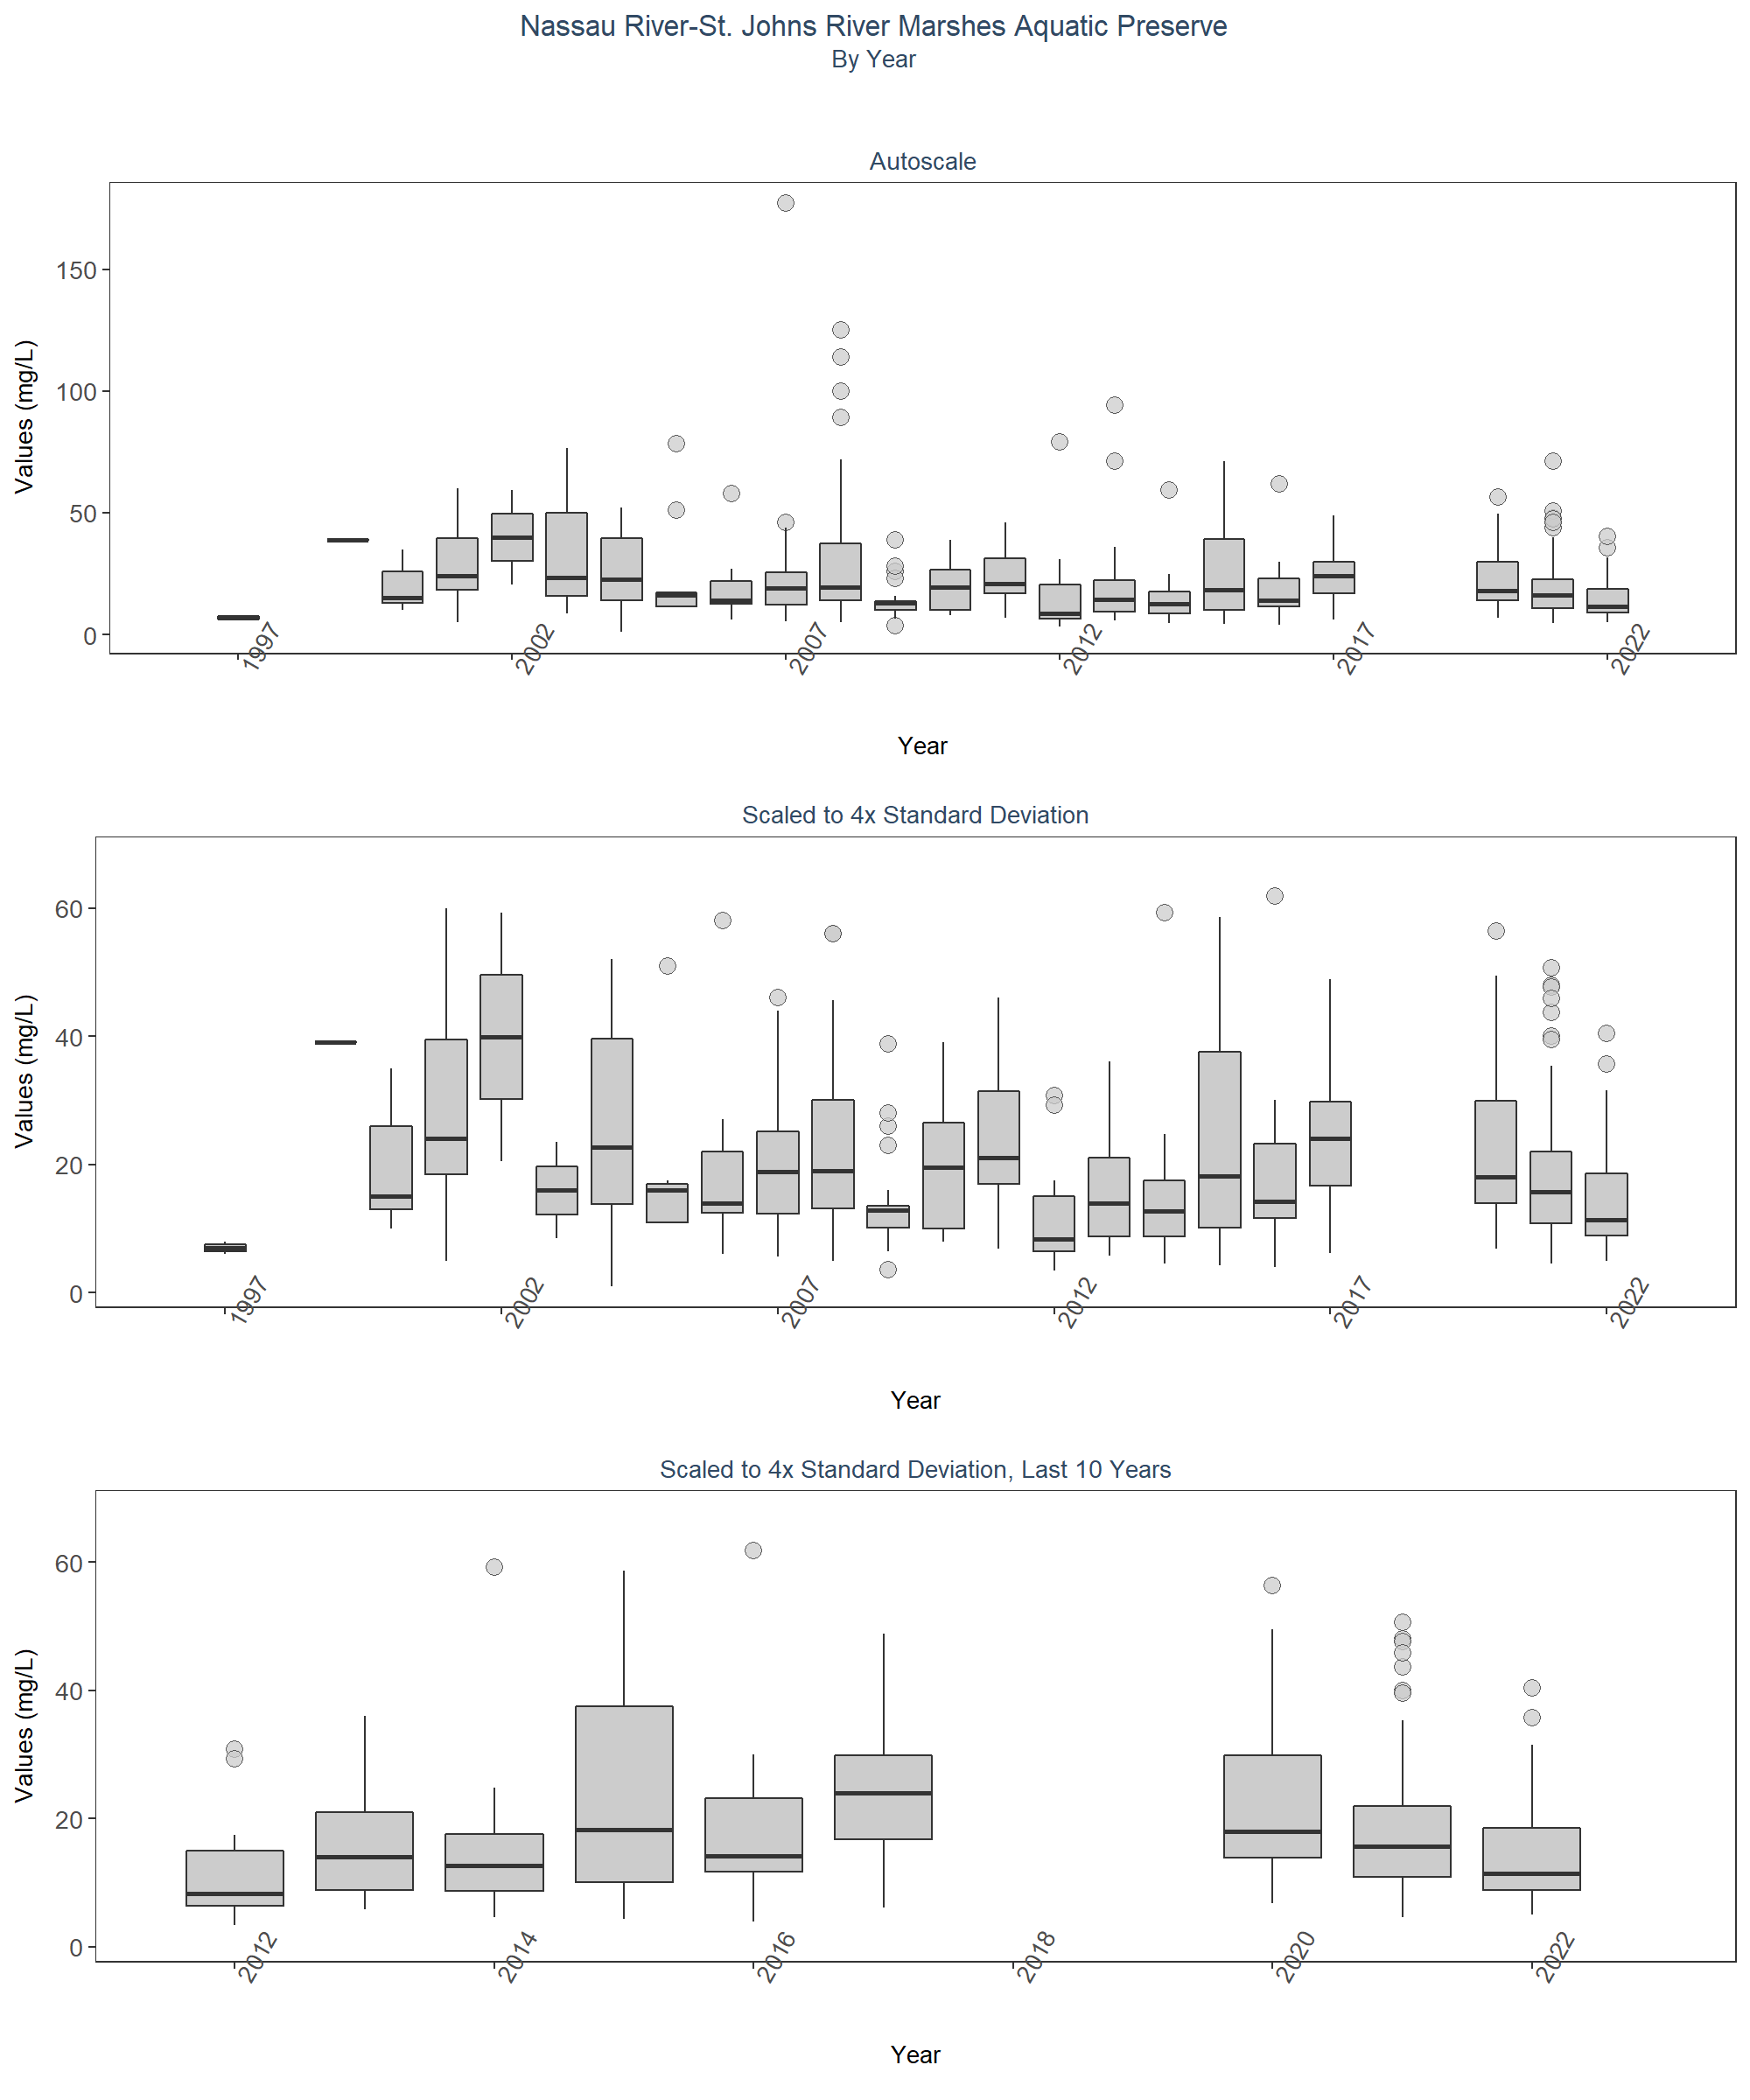 Nassau River-St. Johns River Marshes Aquatic Preserve
By Year
Autoscale
Values (mg/L)
150
100
50
0
1997
2002
2007
2012
2017
2022
Year
Scaled to 4x Standard Deviation
Values (mg/L)
60
40
20
0
1997
2002
2007
2012
2017
2022
Year
Scaled to 4x Standard Deviation, Last 10 Years
Values (mg/L)
60
40
20
0
2012
2014
2016
2018
2020
2022
Year